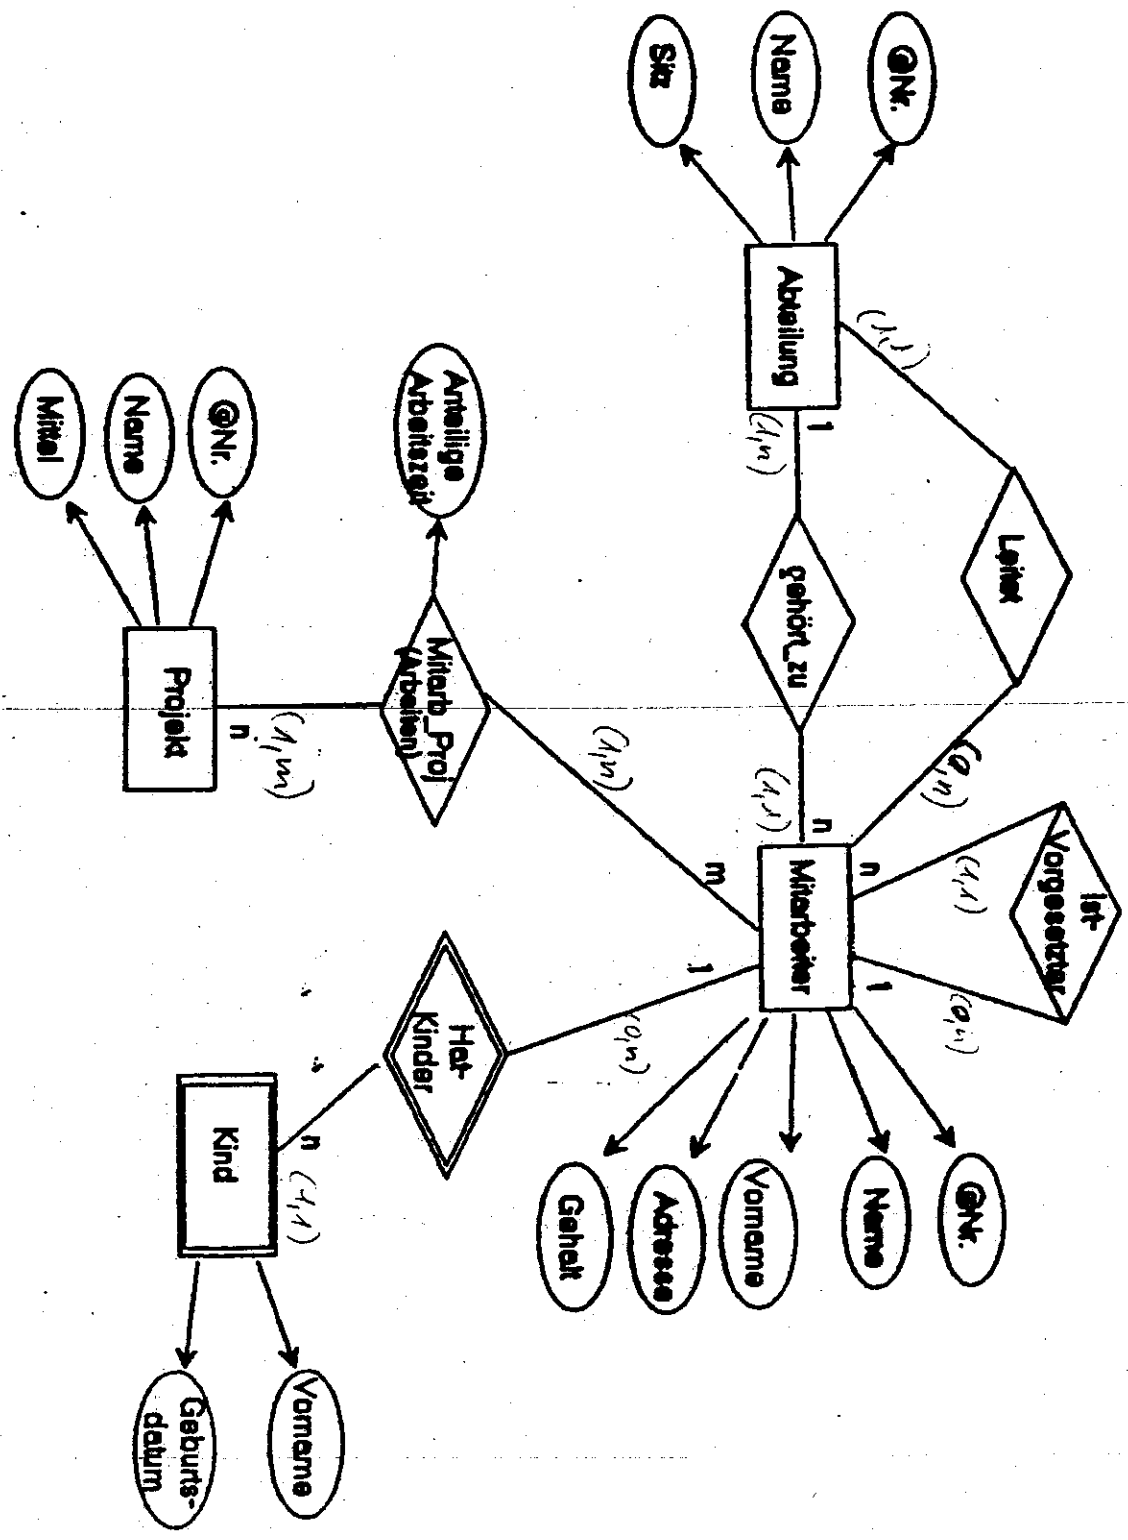 @Nr.
Name
Sitz
Abteilung
(1,1)
1
(1,n)
Leitet
gehört_zu
(0,n)
(1,1)
n
Ist-
Vorgesetzter
n
(1,1)
1
(0,n)
Mitarbeiter
@Nr.
Name
Vorname
Adresse
Gehalt
Anteilige
Arbeitszeit
Mitarb_Proj
(Arbeiten)
(1,n)
m
@Nr.
Name
Mittel
Projekt
n
(1,m)
1
(0,n)
Hat-
Kinder
n
(1,1)
Kind
Vorname
Geburts-
datum